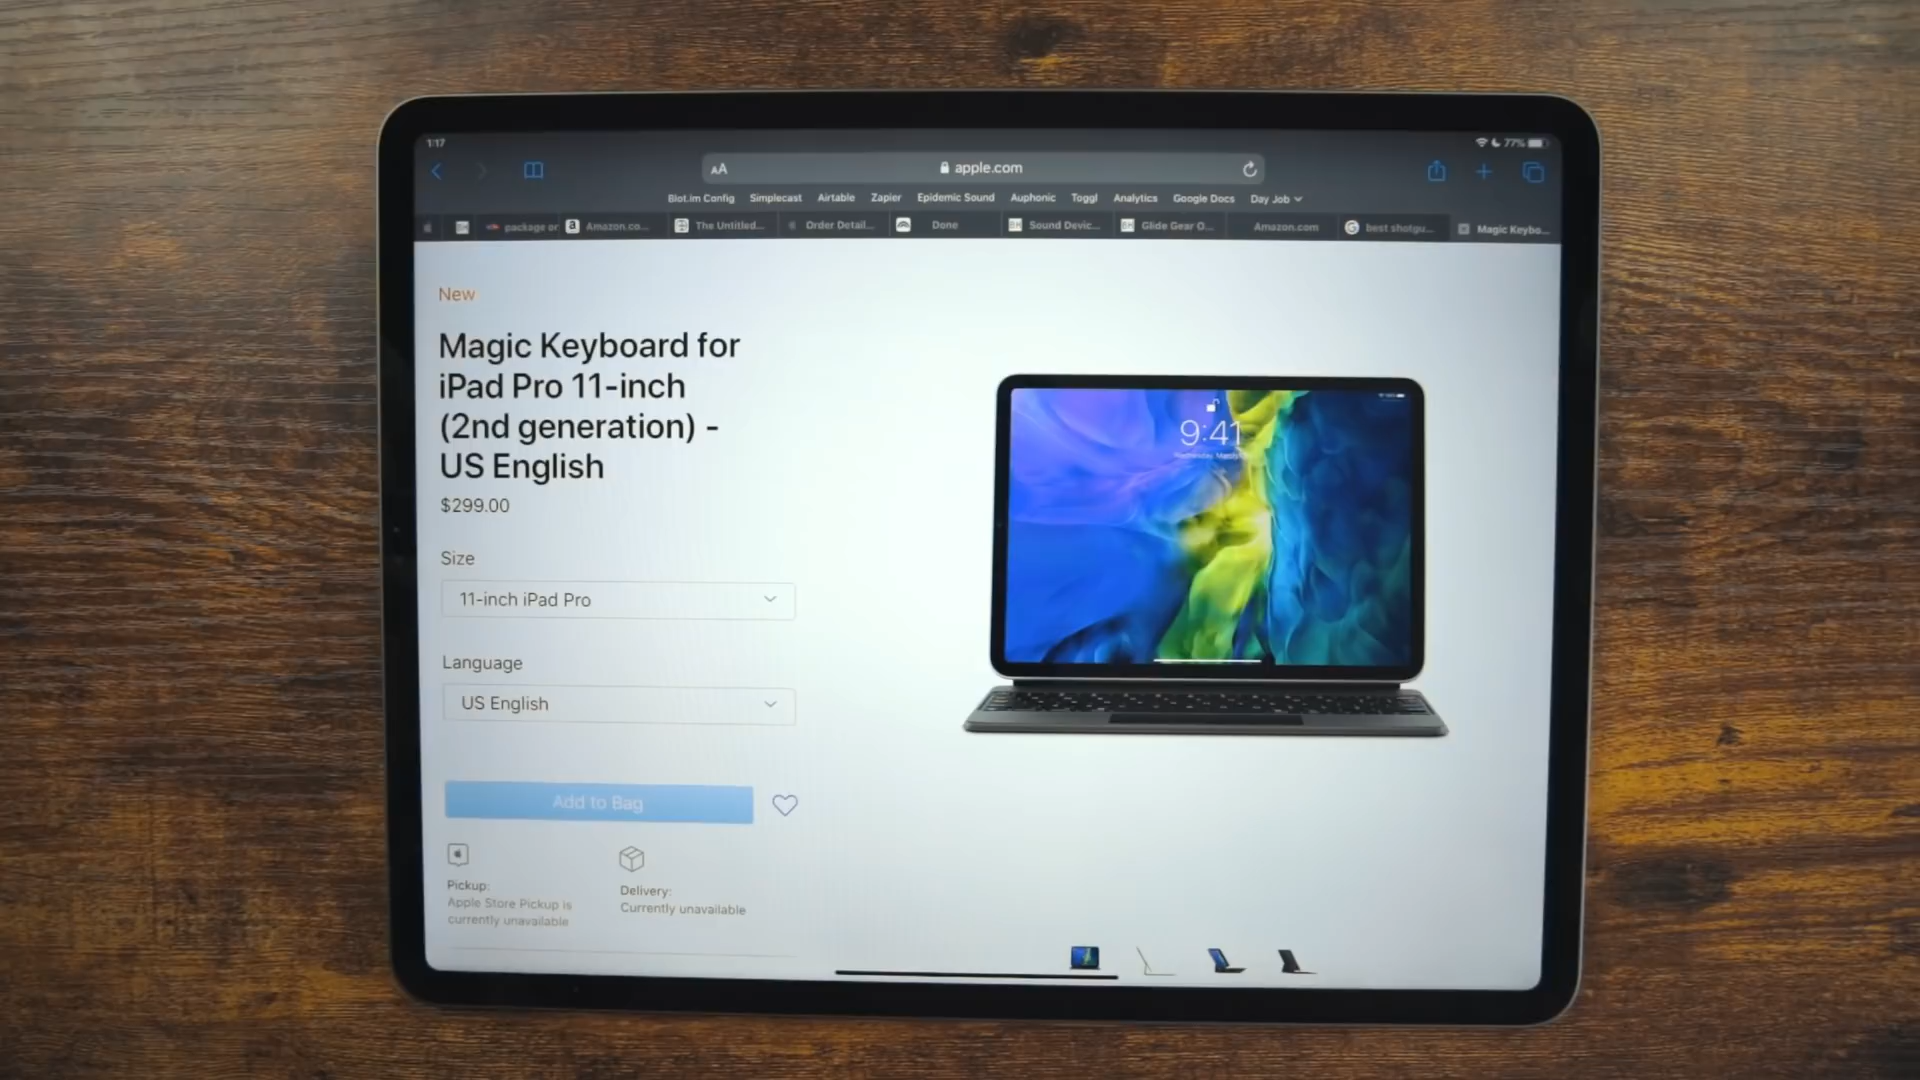 1:17
77%
AA
apple.com
Blot.im Config Simplecast Airtable Zapier Epidemic Sound Auphonic Toggl Analytics Google Docs Day Job
package or Amazon.co... The Untitled... Order Detail... Done Sound Devic... Glide Gear O... Amazon.com best shotgu... Magic Keybo...
New
Magic Keyboard for
iPad Pro 11-inch
(2nd generation) -
US English
$299.00
Size
11-inch iPad Pro
Language
US English
Add to Bag
Pickup:
Apple Store Pickup is
currently unavailable
Delivery:
Currently unavailable
9:41